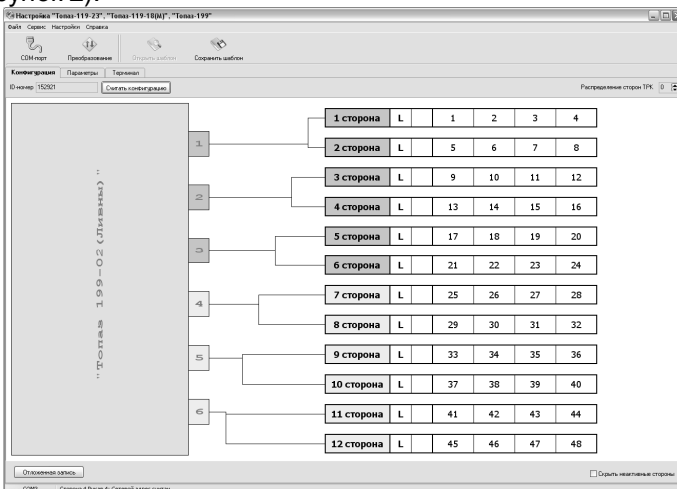 Настройка "Топаз-119-23", "Топаз-119-18(М)", "Топаз-199"
Файл Сервис Настройки Справка
COM-порт Преобразование Открыть шаблон Сохранить шаблон
Конфигурация Параметры Терминал
ID-номер 152921 Считать конфигурацию Распределение сторон ТРК 0
"Топаз 199-02(Ливны)"
1
2
3
4
5
6
1 сторона L 1 2 3 4
2 сторона L 5 6 7 8
3 сторона L 9 10 11 12
4 сторона L 13 14 15 16
5 сторона L 17 18 19 20
6 сторона L 21 22 23 24
7 сторона L 25 26 27 28
8 сторона L 29 30 31 32
9 сторона L 33 34 35 36
10 сторона L 37 38 39 40
11 сторона L 41 42 43 44
12 сторона L 45 46 47 48
Отложенная запись Скрыть неактивные стороны